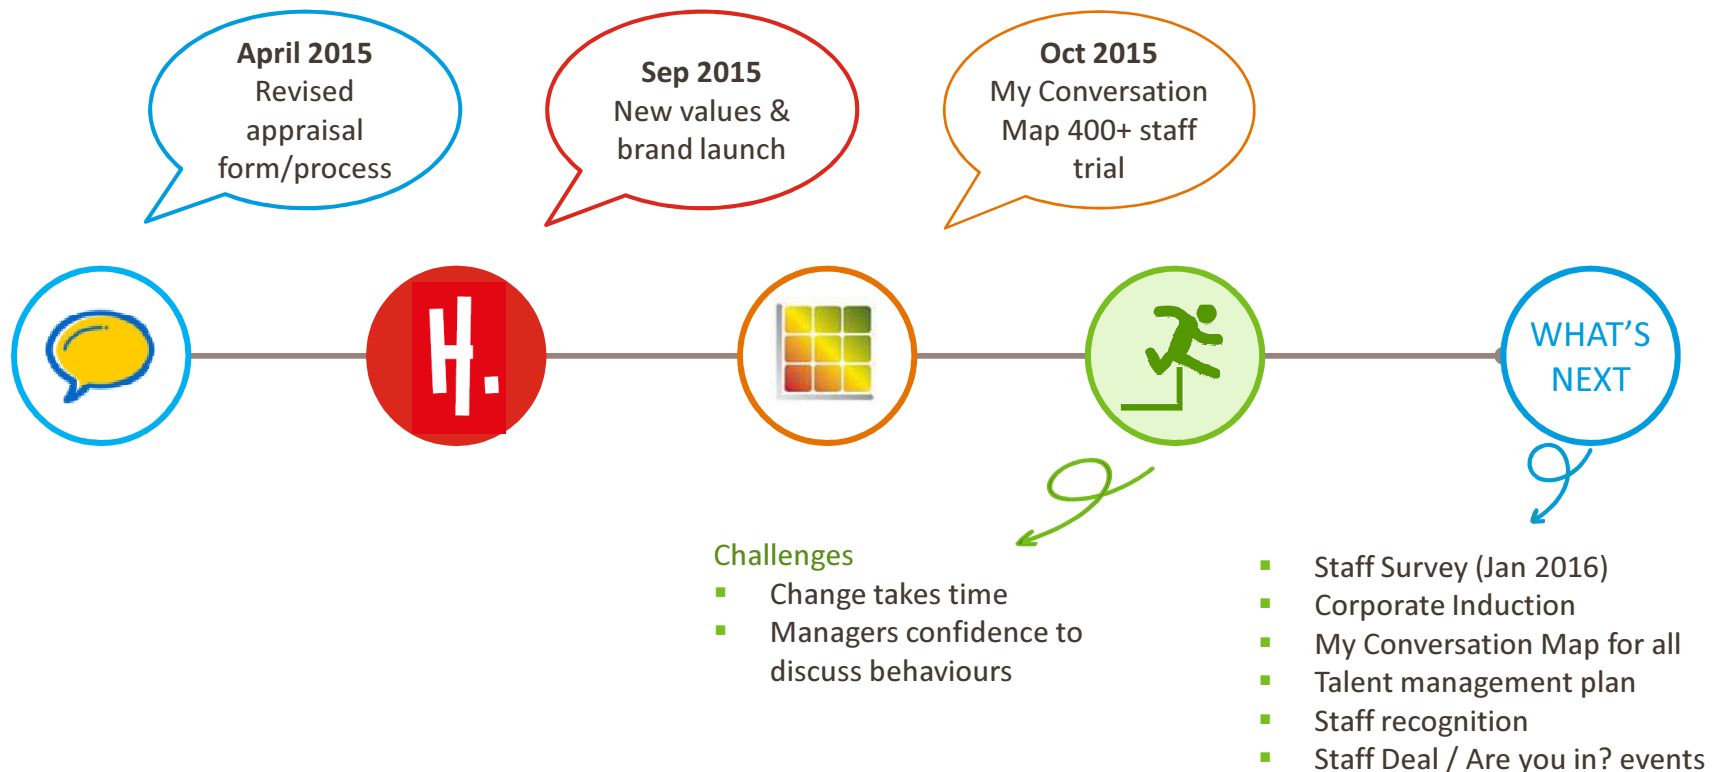 April 2015
Revised
appraisal
form/process
Sep 2015
New values &
brand launch
Oct 2015
My Conversation
Map 400+ staff
trial
H.
WHAT'S
NEXT
Challenges
▪ Change takes time
▪ Managers confidence to
discuss behaviours
▪ Staff Survey (Jan 2016)
▪ Corporate Induction
▪ My Conversation Map for all
▪ Talent management plan
▪ Staff recognition
▪ Staff Deal / Are you in? events